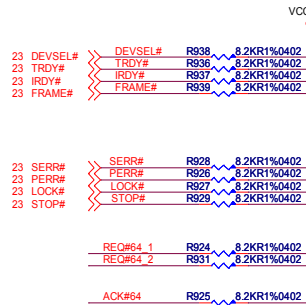 VCC
23 DEVSEL# DEVSEL# R938 8.2KR1%0402
23 TRDY# TRDY# R936 8.2KR1%0402
23 IRDY# IRDY# R937 8.2KR1%0402
23 FRAME# FRAME# R939 8.2KR1%0402
23 SERR# SERR# R928 8.2KR1%0402
23 PERR# PERR# R926 8.2KR1%0402
23 LOCK# LOCK# R927 8.2KR1%0402
23 STOP# STOP# R929 8.2KR1%0402
REQ#64_1 R924 8.2KR1%0402
REQ#64_2 R931 8.2KR1%0402
ACK#64 R925 8.2KR1%0402